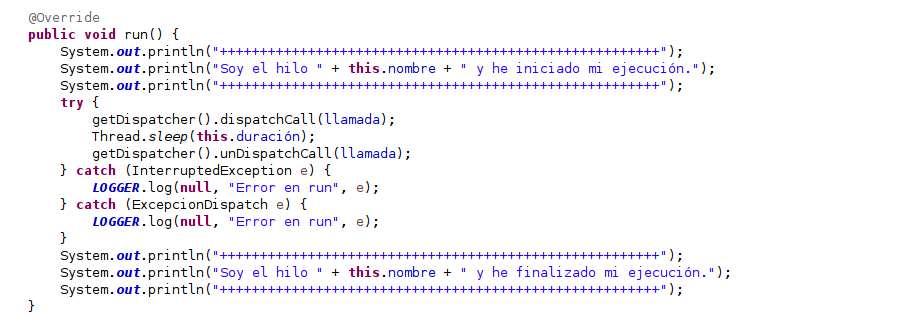 @Override
public void run() {
    System.out.println("+++++++++++++++++++++++++++++++++++++++++++++++++++++++");
    System.out.println("Soy el hilo " + this.nombre + " y he iniciado mi ejecución.");
    System.out.println("+++++++++++++++++++++++++++++++++++++++++++++++++++++++");
    try {
        getDispatcher().dispatchCall(llamada);
        Thread.sleep(this.duración);
        getDispatcher().unDispatchCall(llamada);
    } catch (InterruptedException e) {
        LOGGER.log(null, "Error en run", e);
    } catch (ExcepcionDispatch e) {
        LOGGER.log(null, "Error en run", e);
    }
    System.out.println("+++++++++++++++++++++++++++++++++++++++++++++++++++++++");
    System.out.println("Soy el hilo " + this.nombre + " y he finalizado mi ejecución.");
    System.out.println("+++++++++++++++++++++++++++++++++++++++++++++++++++++++");
}